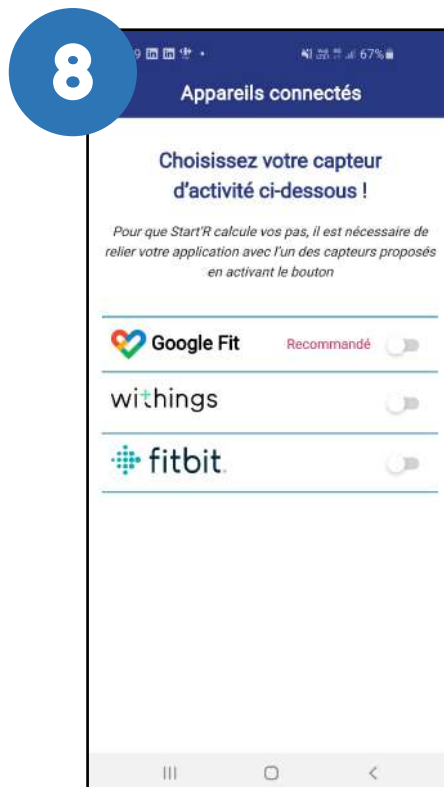 8
9 67%
Appareils connectés
Choisissez votre capteur
d'activité ci-dessous !
Pour que Start'R calcule vos pas, il est nécessaire de
relier votre application avec l'un des capteurs proposés
en activant le bouton
Google Fit Recommandé
withings
fitbit.